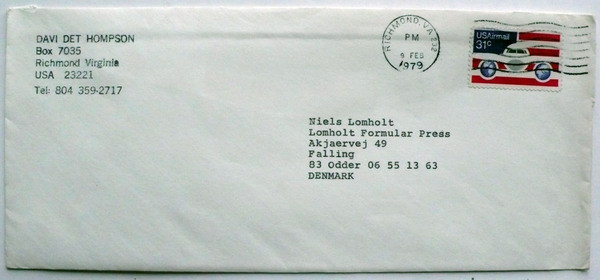 DAVI DET HOMPSON
Box 7035
Richmond Virginia
USA 23221
Tel: 804 359-2717
RICHMOND, VA 232
PM
9 FEB
1979
USAirmail
31c
Niels Lomholt
Lomholt Formular Press
Akjaervej 49
Falling
83 Odder 06 55 13 63
DENMARK